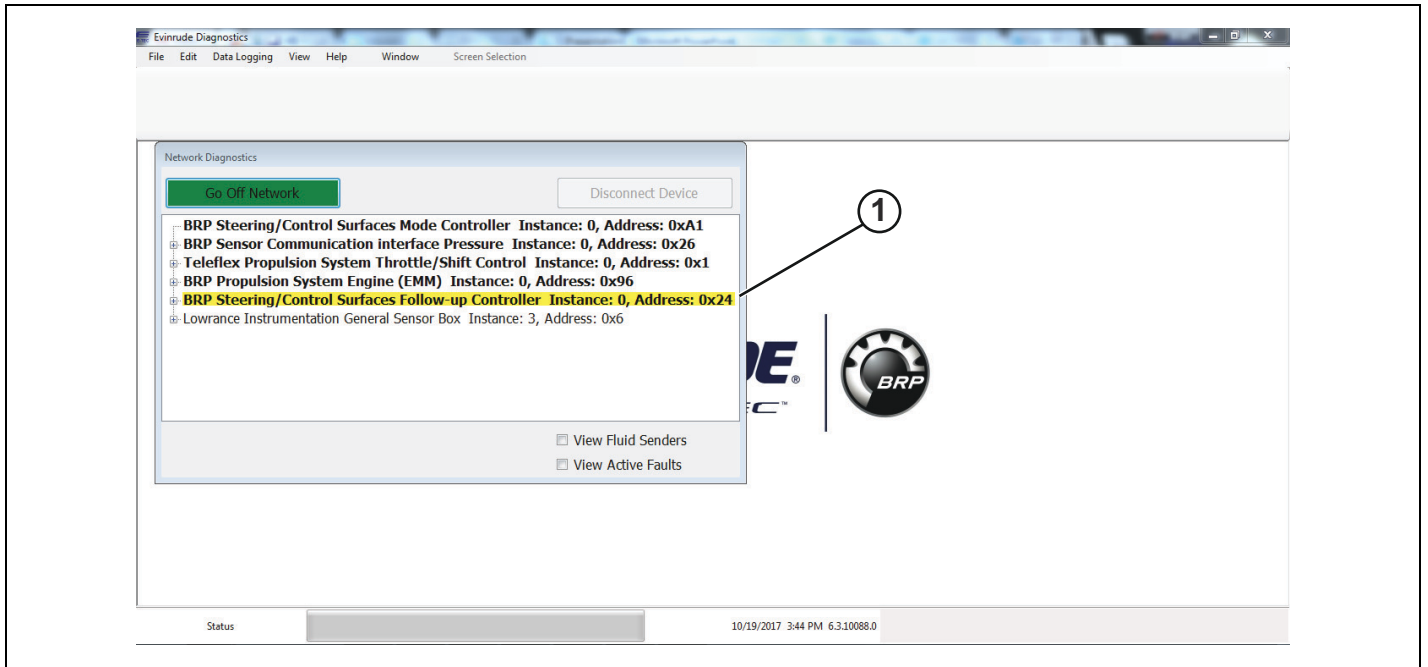 Evinrude Diagnostics
File Edit Data Logging View Help Window Screen Selection
Network Diagnostics
Go Off Network Disconnect Device
BRP Steering/Control Surfaces Mode Controller Instance: 0, Address: 0xA1
BRP Sensor Communication interface Pressure Instance: 0, Address: 0x26
Teleflex Propulsion System Throttle/Shift Control Instance: 0, Address: 0x1
BRP Propulsion System Engine (EMM) Instance: 0, Address: 0x96
BRP Steering/Control Surfaces Follow-up Controller Instance: 0, Address: 0x24
Lowrance Instrumentation General Sensor Box Instance: 3, Address: 0x6
1
DE®
EC™
BRP
View Fluid Senders
View Active Faults
Status 10/19/2017 3:44 PM 6.3.10088.0